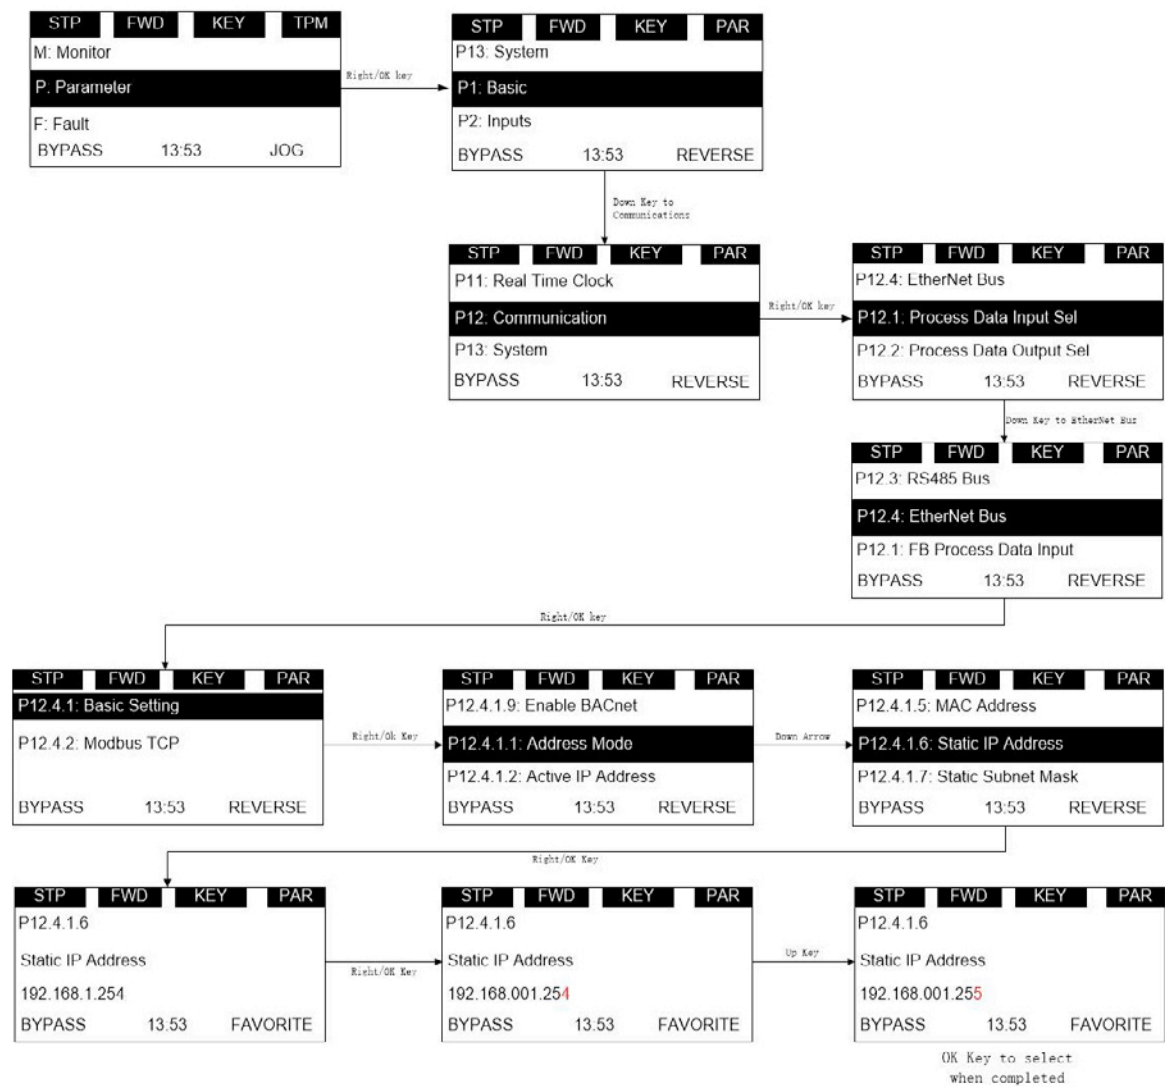 STP FWD KEY TPM
M: Monitor
P: Parameter
F: Fault
BYPASS 13:53 JOG
Right/OK key
STP FWD KEY PAR
P13: System
P1: Basic
P2: Inputs
BYPASS 13:53 REVERSE
Down Key to
Communications
STP FWD KEY PAR
P11: Real Time Clock
P12: Communication
P13: System
BYPASS 13:53 REVERSE
Right/OK key
STP FWD KEY PAR
P12.4: EtherNet Bus
P12.1: Process Data Input Sel
P12.2: Process Data Output Sel
BYPASS 13:53 REVERSE
Down Key to EtherNet Bus
STP FWD KEY PAR
P12.3: RS485 Bus
P12.4: EtherNet Bus
P12.1: FB Process Data Input
BYPASS 13:53 REVERSE
Right/OK key
STP FWD KEY PAR
P12.4.1: Basic Setting
P12.4.2: Modbus TCP
BYPASS 13:53 REVERSE
Right/Ok Key
STP FWD KEY PAR
P12.4.1.9: Enable BACnet
P12.4.1.1: Address Mode
P12.4.1.2: Active IP Address
BYPASS 13:53 REVERSE
Down Arrow
STP FWD KEY PAR
P12.4.1.5: MAC Address
P12.4.1.6: Static IP Address
P12.4.1.7: Static Subnet Mask
BYPASS 13:53 REVERSE
Right/OK Key
STP FWD KEY PAR
P12.4.1.6
Static IP Address
192.168.1.254
BYPASS 13:53 FAVORITE
Right/OK Key
STP FWD KEY PAR
P12.4.1.6
Static IP Address
192.168.001.254
BYPASS 13:53 FAVORITE
Up Key
STP FWD KEY PAR
P12.4.1.6
Static IP Address
192.168.001.255
BYPASS 13:53 FAVORITE
OK Key to select
when completed